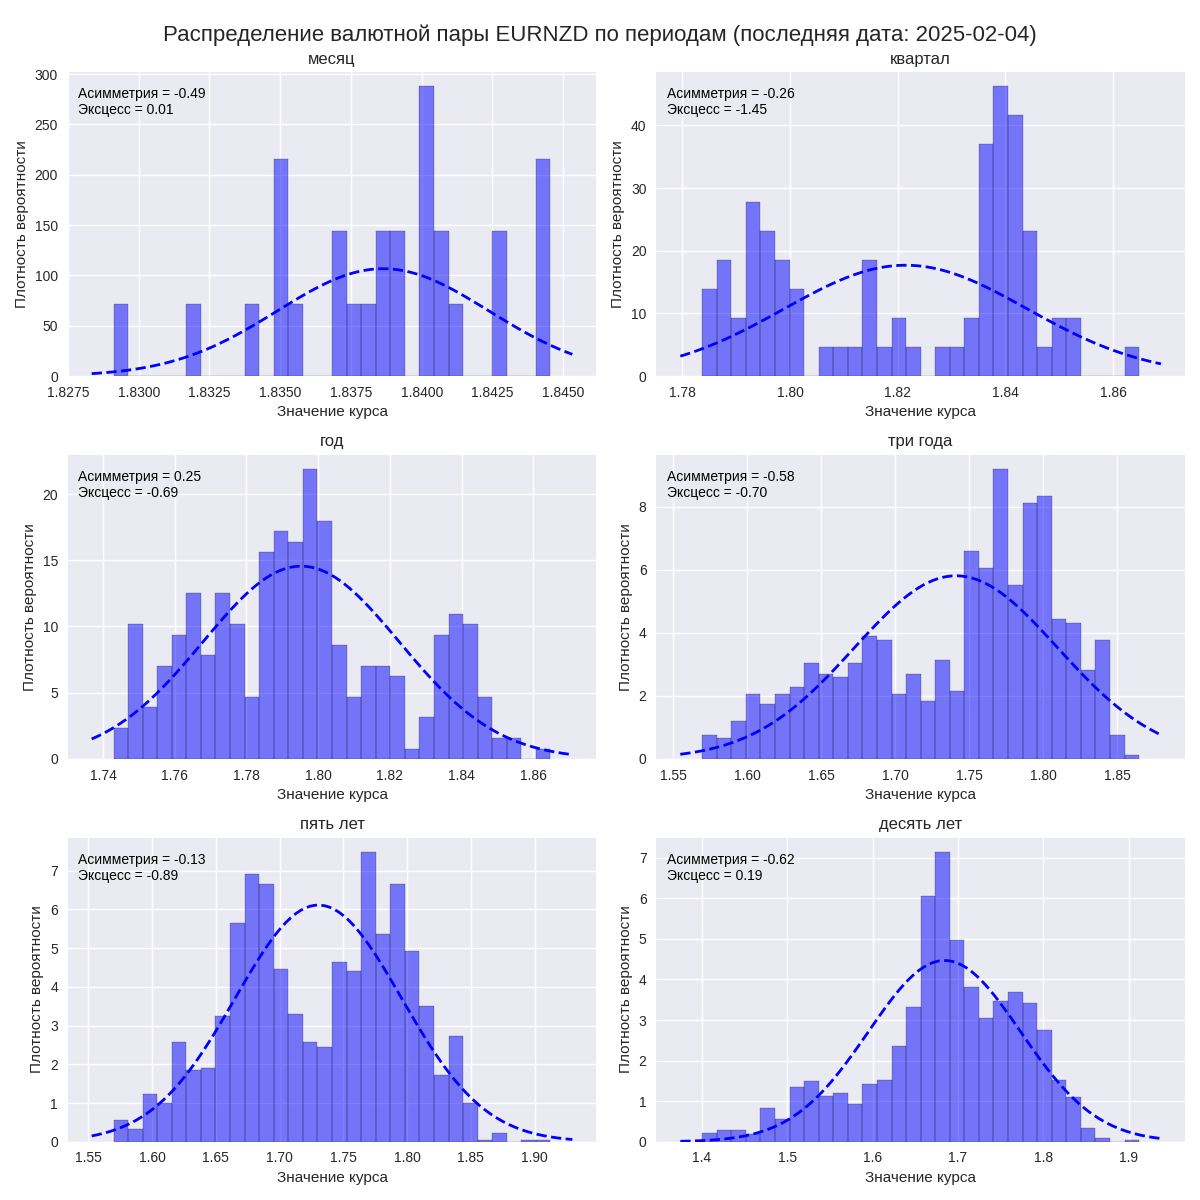 Распределение валютной пары EURNZD по периодам (последняя дата: 2025-02-04)
месяц
Асимметрия = -0.49
Эксцесс = 0.01
Плотность вероятности
300
250
200
150
100
50
0
1.8275 1.8300 1.8325 1.8350 1.8375 1.8400 1.8425 1.8450
Значение курса
квартал
Асимметрия = -0.26
Эксцесс = -1.45
Плотность вероятности
40
30
20
10
0
1.78 1.80 1.82 1.84 1.86
Значение курса
год
Асимметрия = 0.25
Эксцесс = -0.69
Плотность вероятности
20
15
10
5
0
1.74 1.76 1.78 1.80 1.82 1.84 1.86
Значение курса
три года
Асимметрия = -0.58
Эксцесс = -0.70
Плотность вероятности
8
6
4
2
0
1.55 1.60 1.65 1.70 1.75 1.80 1.85
Значение курса
пять лет
Асимметрия = -0.13
Эксцесс = -0.89
Плотность вероятности
7
6
5
4
3
2
1
0
1.55 1.60 1.65 1.70 1.75 1.80 1.85 1.90
Значение курса
десять лет
Асимметрия = -0.62
Эксцесс = 0.19
Плотность вероятности
7
6
5
4
3
2
1
0
1.4 1.5 1.6 1.7 1.8 1.9
Значение курса